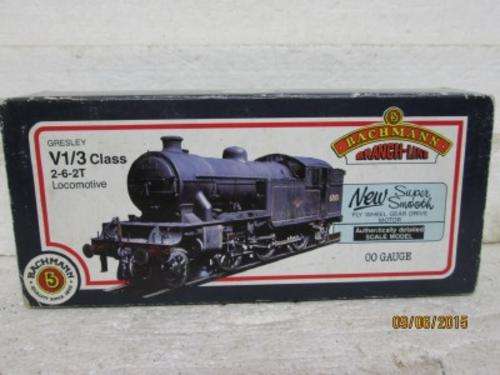 GRESLEY
V1/3 Class
2-6-2T
Locomotive
BACHMANN
BRANCH-LINE
New Super
Smooth
FLY WHEEL GEAR DRIVE
MOTOR
Authentically detailed
SCALE MODEL
OO GAUGE
BACHMANN
5
09/06/2015